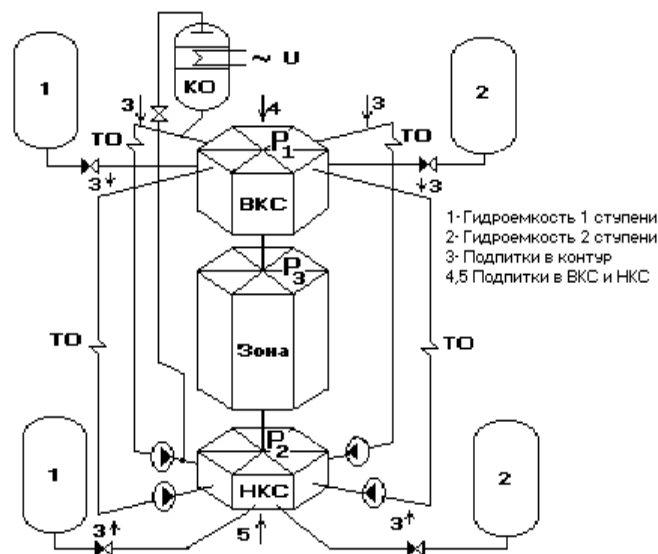 ~ U
КО
1
2
3
4
3
ТО
ТО
P1
3
3
ВКС
1- Гидроемкость 1 ступени
2- Гидроемкость 2 ступени
3- Подпитки в контур
4,5 Подпитки в ВКС и НКС
P3
ТО
ТО
Зона
P2
1
2
НКС
3
5
3